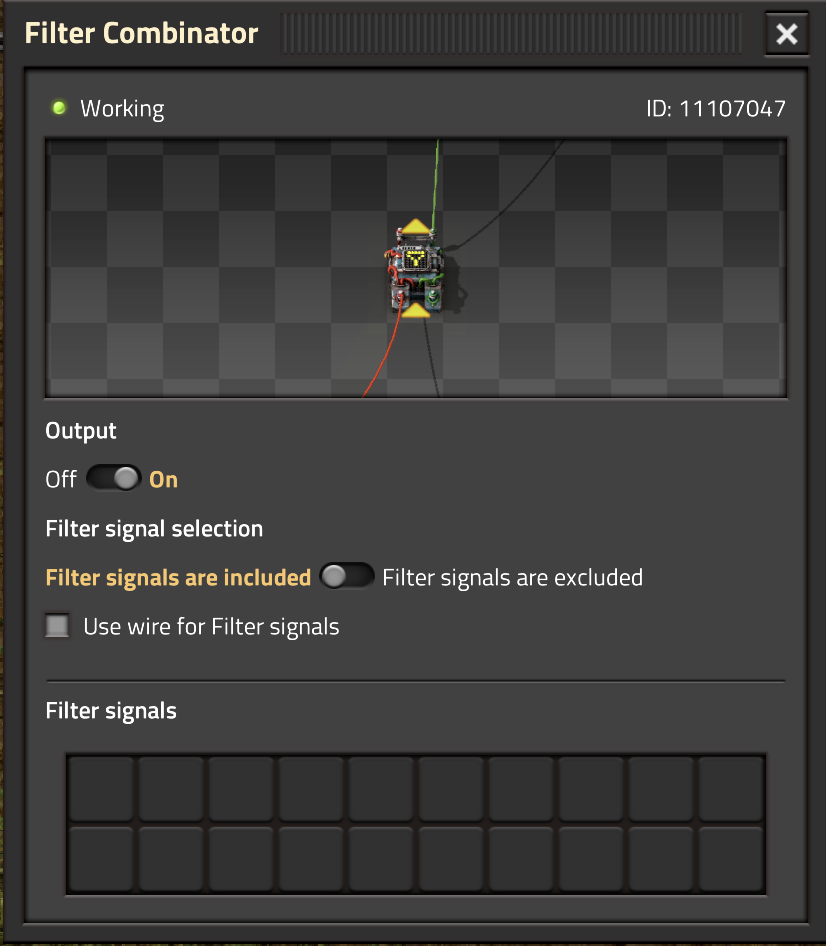 Filter Combinator
Working ID: 11107047
Output
Off On
Filter signal selection
Filter signals are included Filter signals are excluded
Use wire for Filter signals
Filter signals